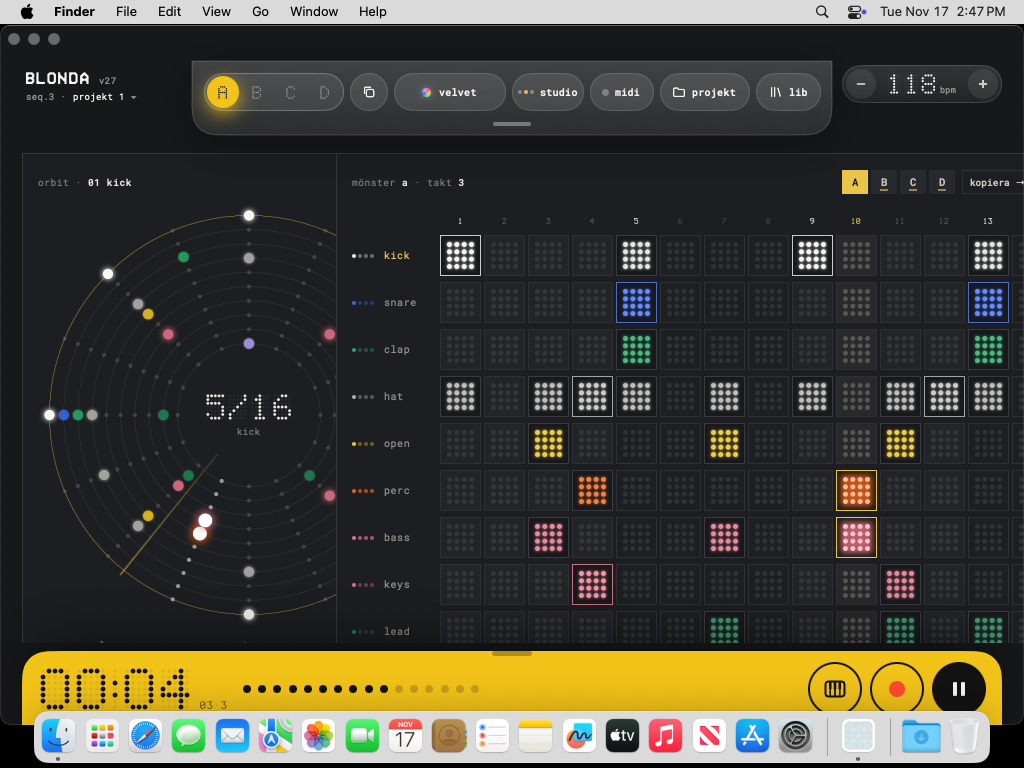 Finder File Edit View Go Window Help Tue Nov 17 2:47 PM
BLONDA v27
seq.3 · projekt 1
A B C D velvet studio midi projekt lib
− 118 bpm +
orbit · 01 kick
mönster a · takt 3
A B C D kopiera →
1 2 3 4 5 6 7 8 9 10 11 12 13
kick
snare
clap
hat
open
perc
bass
keys
lead
5/16
kick
00:04
03·3
NOV
17
tv